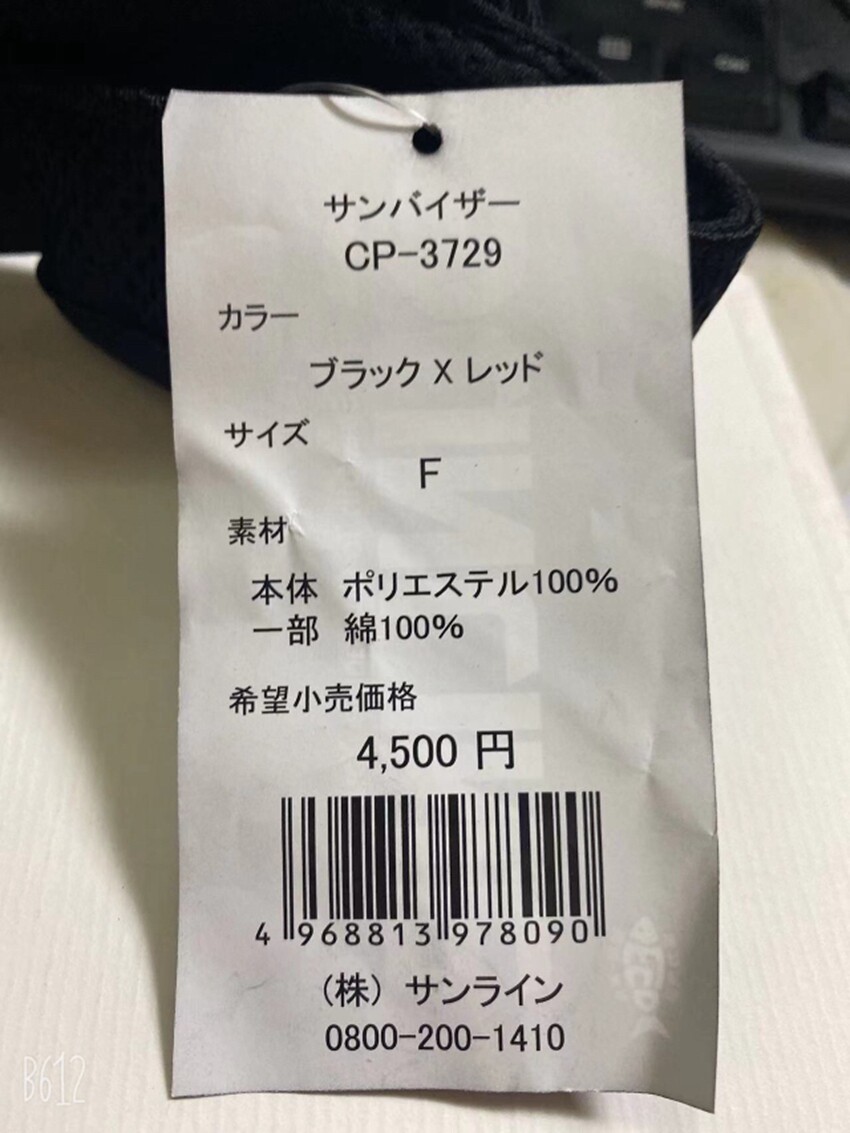 サンバイザー
CP-3729
カラー
ブラック X レッド
サイズ
F
素材
本体 ポリエステル100%
一部 綿100%
希望小売価格
4,500 円
4 968813 978090
(株) サンライン
0800-200-1410
B612